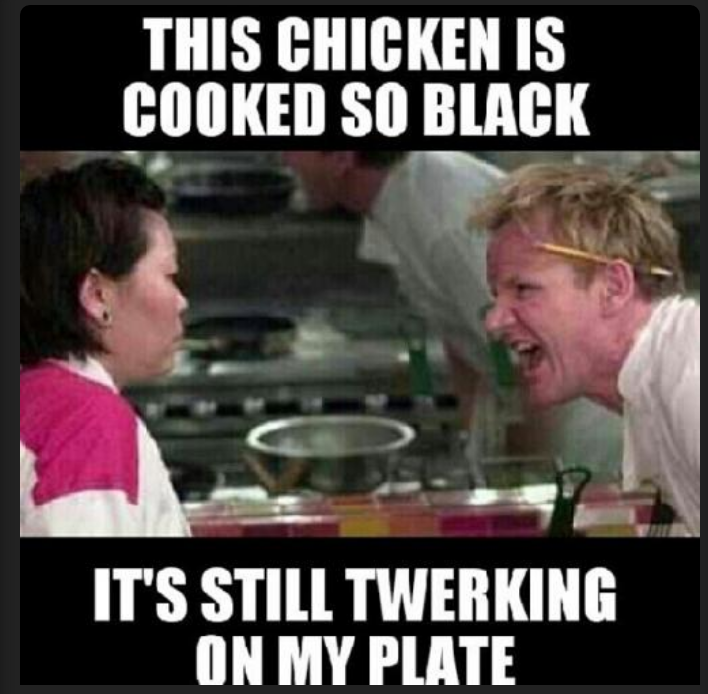 THIS CHICKEN IS
COOKED SO BLACK
IT'S STILL TWERKING
ON MY PLATE